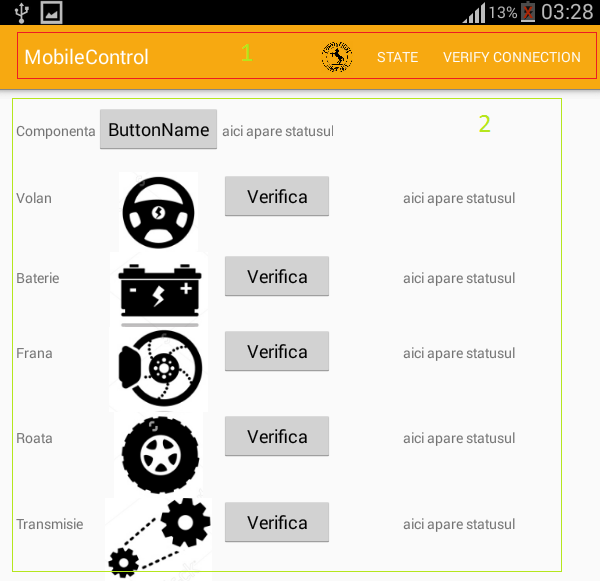 13% 03:28
MobileControl 1 STATE VERIFY CONNECTION
2
Componenta ButtonName aici apare statusul
Volan Verifica aici apare statusul
Baterie - + Verifica aici apare statusul
Frana Verifica aici apare statusul
Roata Verifica aici apare statusul
Transmisie Verifica aici apare statusul